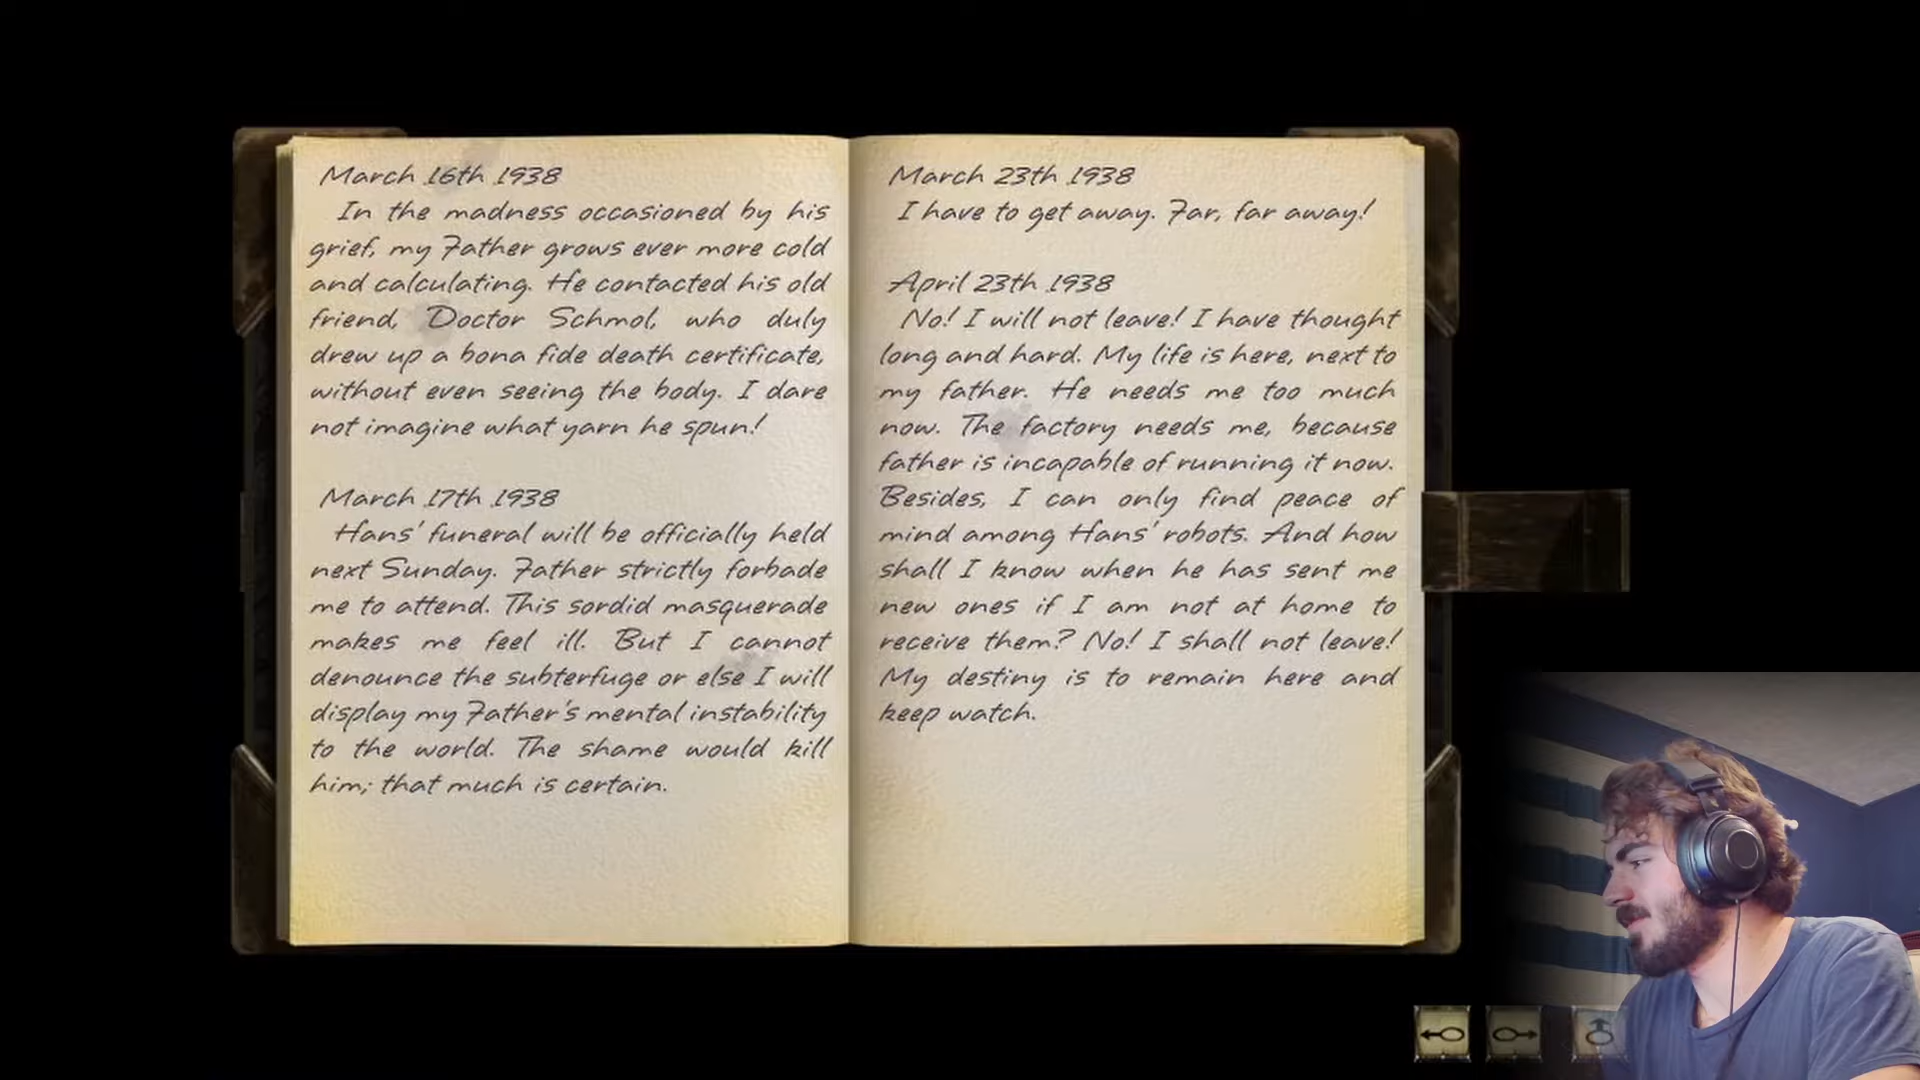 March 16th 1938
In the madness occasioned by his
grief, my Father grows ever more cold
and calculating. He contacted his old
friend, Doctor Schmol, who duly
drew up a bona fide death certificate,
without even seeing the body. I dare
not imagine what yarn he spun!
March 17th 1938
Hans' funeral will be officially held
next Sunday. Father strictly forbade
me to attend. This sordid masquerade
makes me feel ill. But I cannot
denounce the subterfuge or else I will
display my Father's mental instability
to the world. The shame would kill
him; that much is certain.
March 23th 1938
I have to get away. Far, far away!
April 23th 1938
No! I will not leave! I have thought
long and hard. My life is here, next to
my father. He needs me too much
now. The factory needs me, because
father is incapable of running it now.
Besides, I can only find peace of
mind among Hans' robots. And how
shall I know when he has sent me
new ones if I am not at home to
receive them? No! I shall not leave!
My destiny is to remain here and
keep watch.